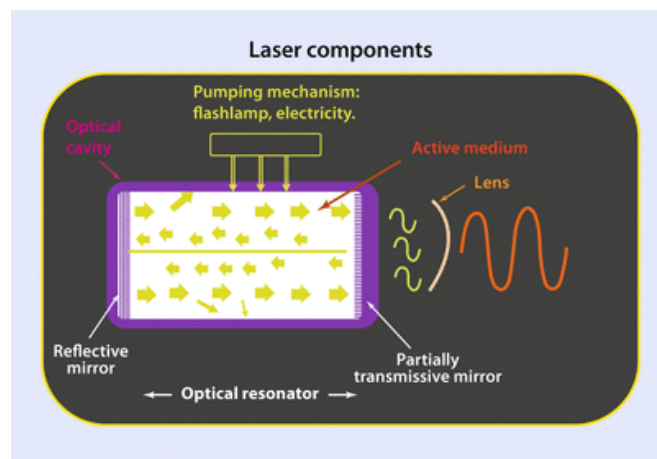 Laser components
Pumping mechanism:
flashlamp, electricity.
Optical
cavity
Active medium
Lens
Reflective
mirror
Partially
transmissive mirror
Optical resonator